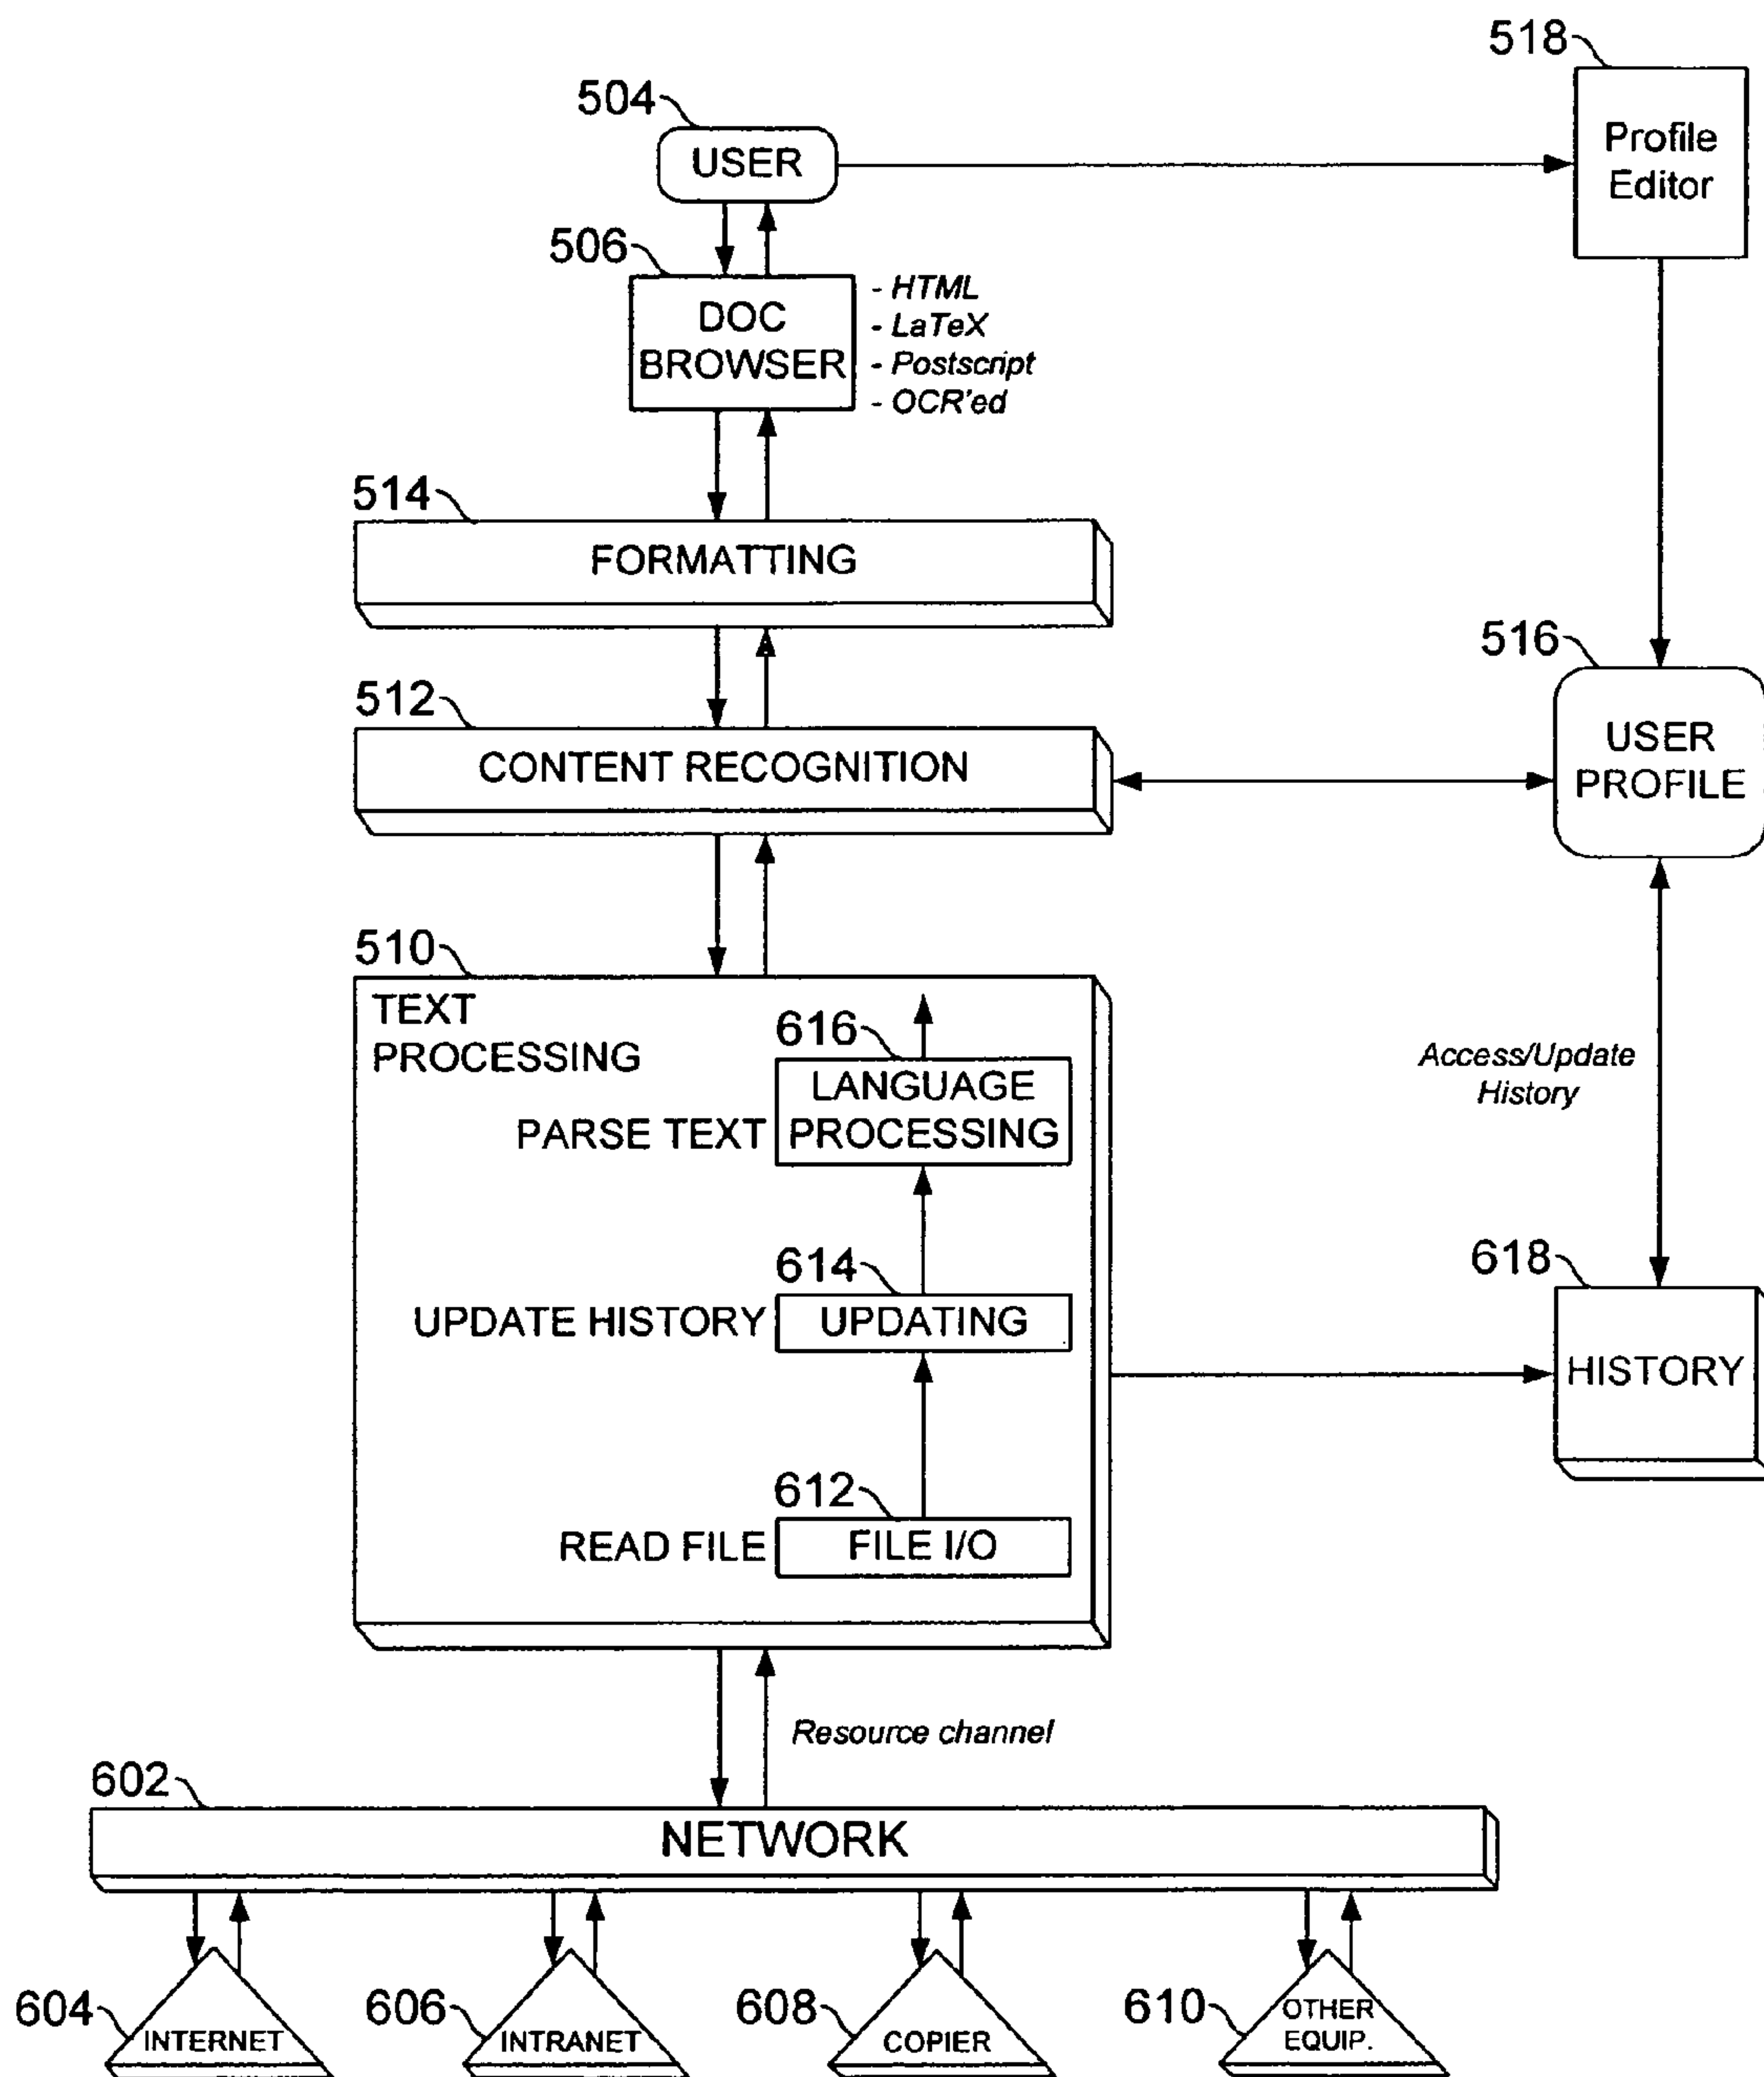 518
Profile
Editor
504
USER
506
DOC
BROWSER
- HTML
- LaTeX
- Postscript
- OCR'ed
514
FORMATTING
516
USER
PROFILE
512
CONTENT RECOGNITION
510
TEXT
PROCESSING
616
LANGUAGE
PROCESSING
PARSE TEXT
Access/Update
History
614
UPDATE HISTORY
UPDATING
618
HISTORY
612
READ FILE
FILE I/O
Resource channel
602
NETWORK
604
INTERNET
606
INTRANET
608
COPIER
610
OTHER
EQUIP.